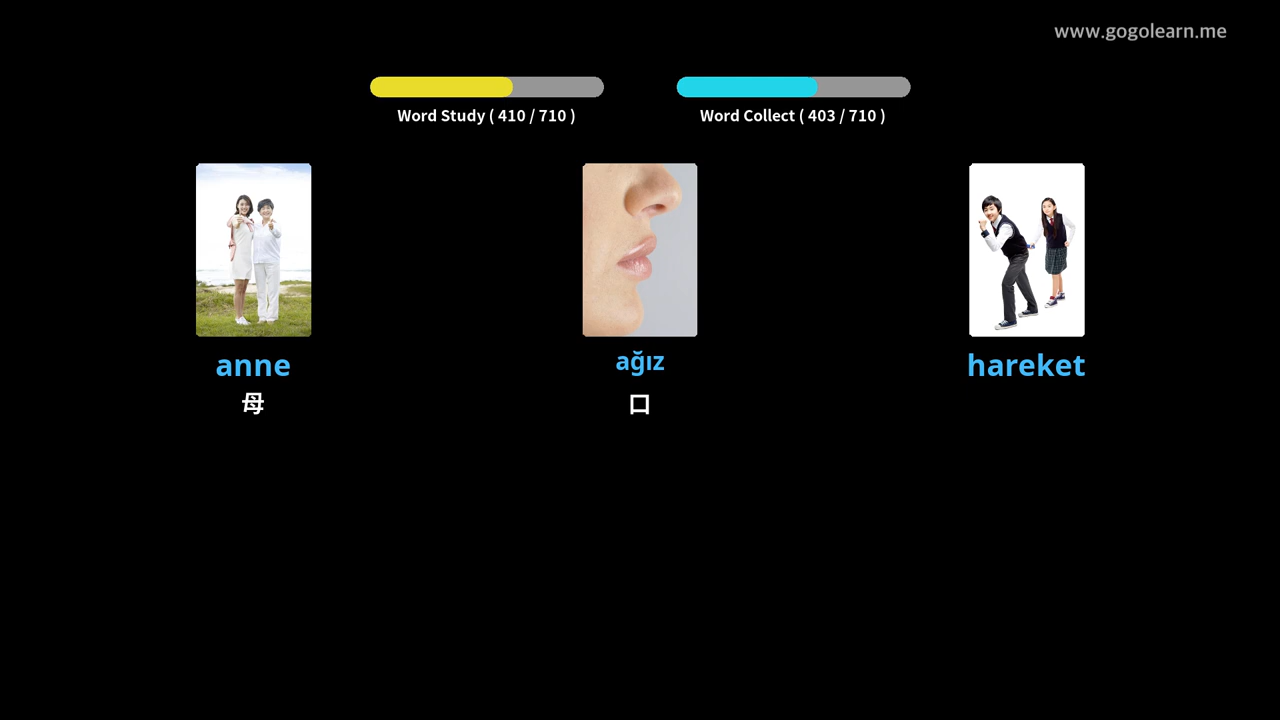 www.gogolearn.me
Word Study ( 410 / 710 )
Word Collect ( 403 / 710 )
anne
母
ağız
口
hareket